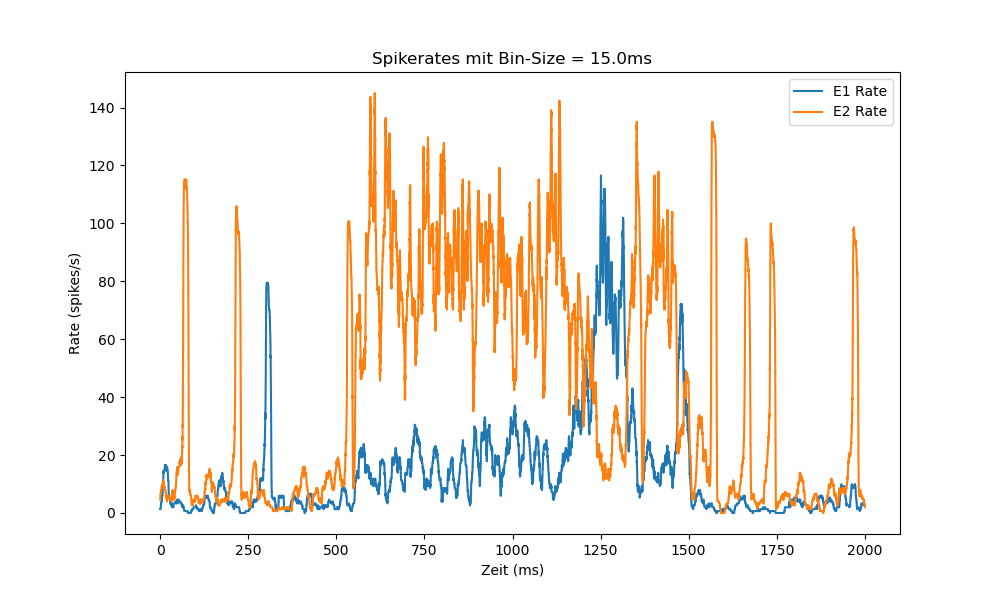 Spikerates mit Bin-Size = 15.0ms
E1 Rate
E2 Rate
140
120
100
80
60
40
20
0
Rate (spikes/s)
0 250 500 750 1000 1250 1500 1750 2000
Zeit (ms)